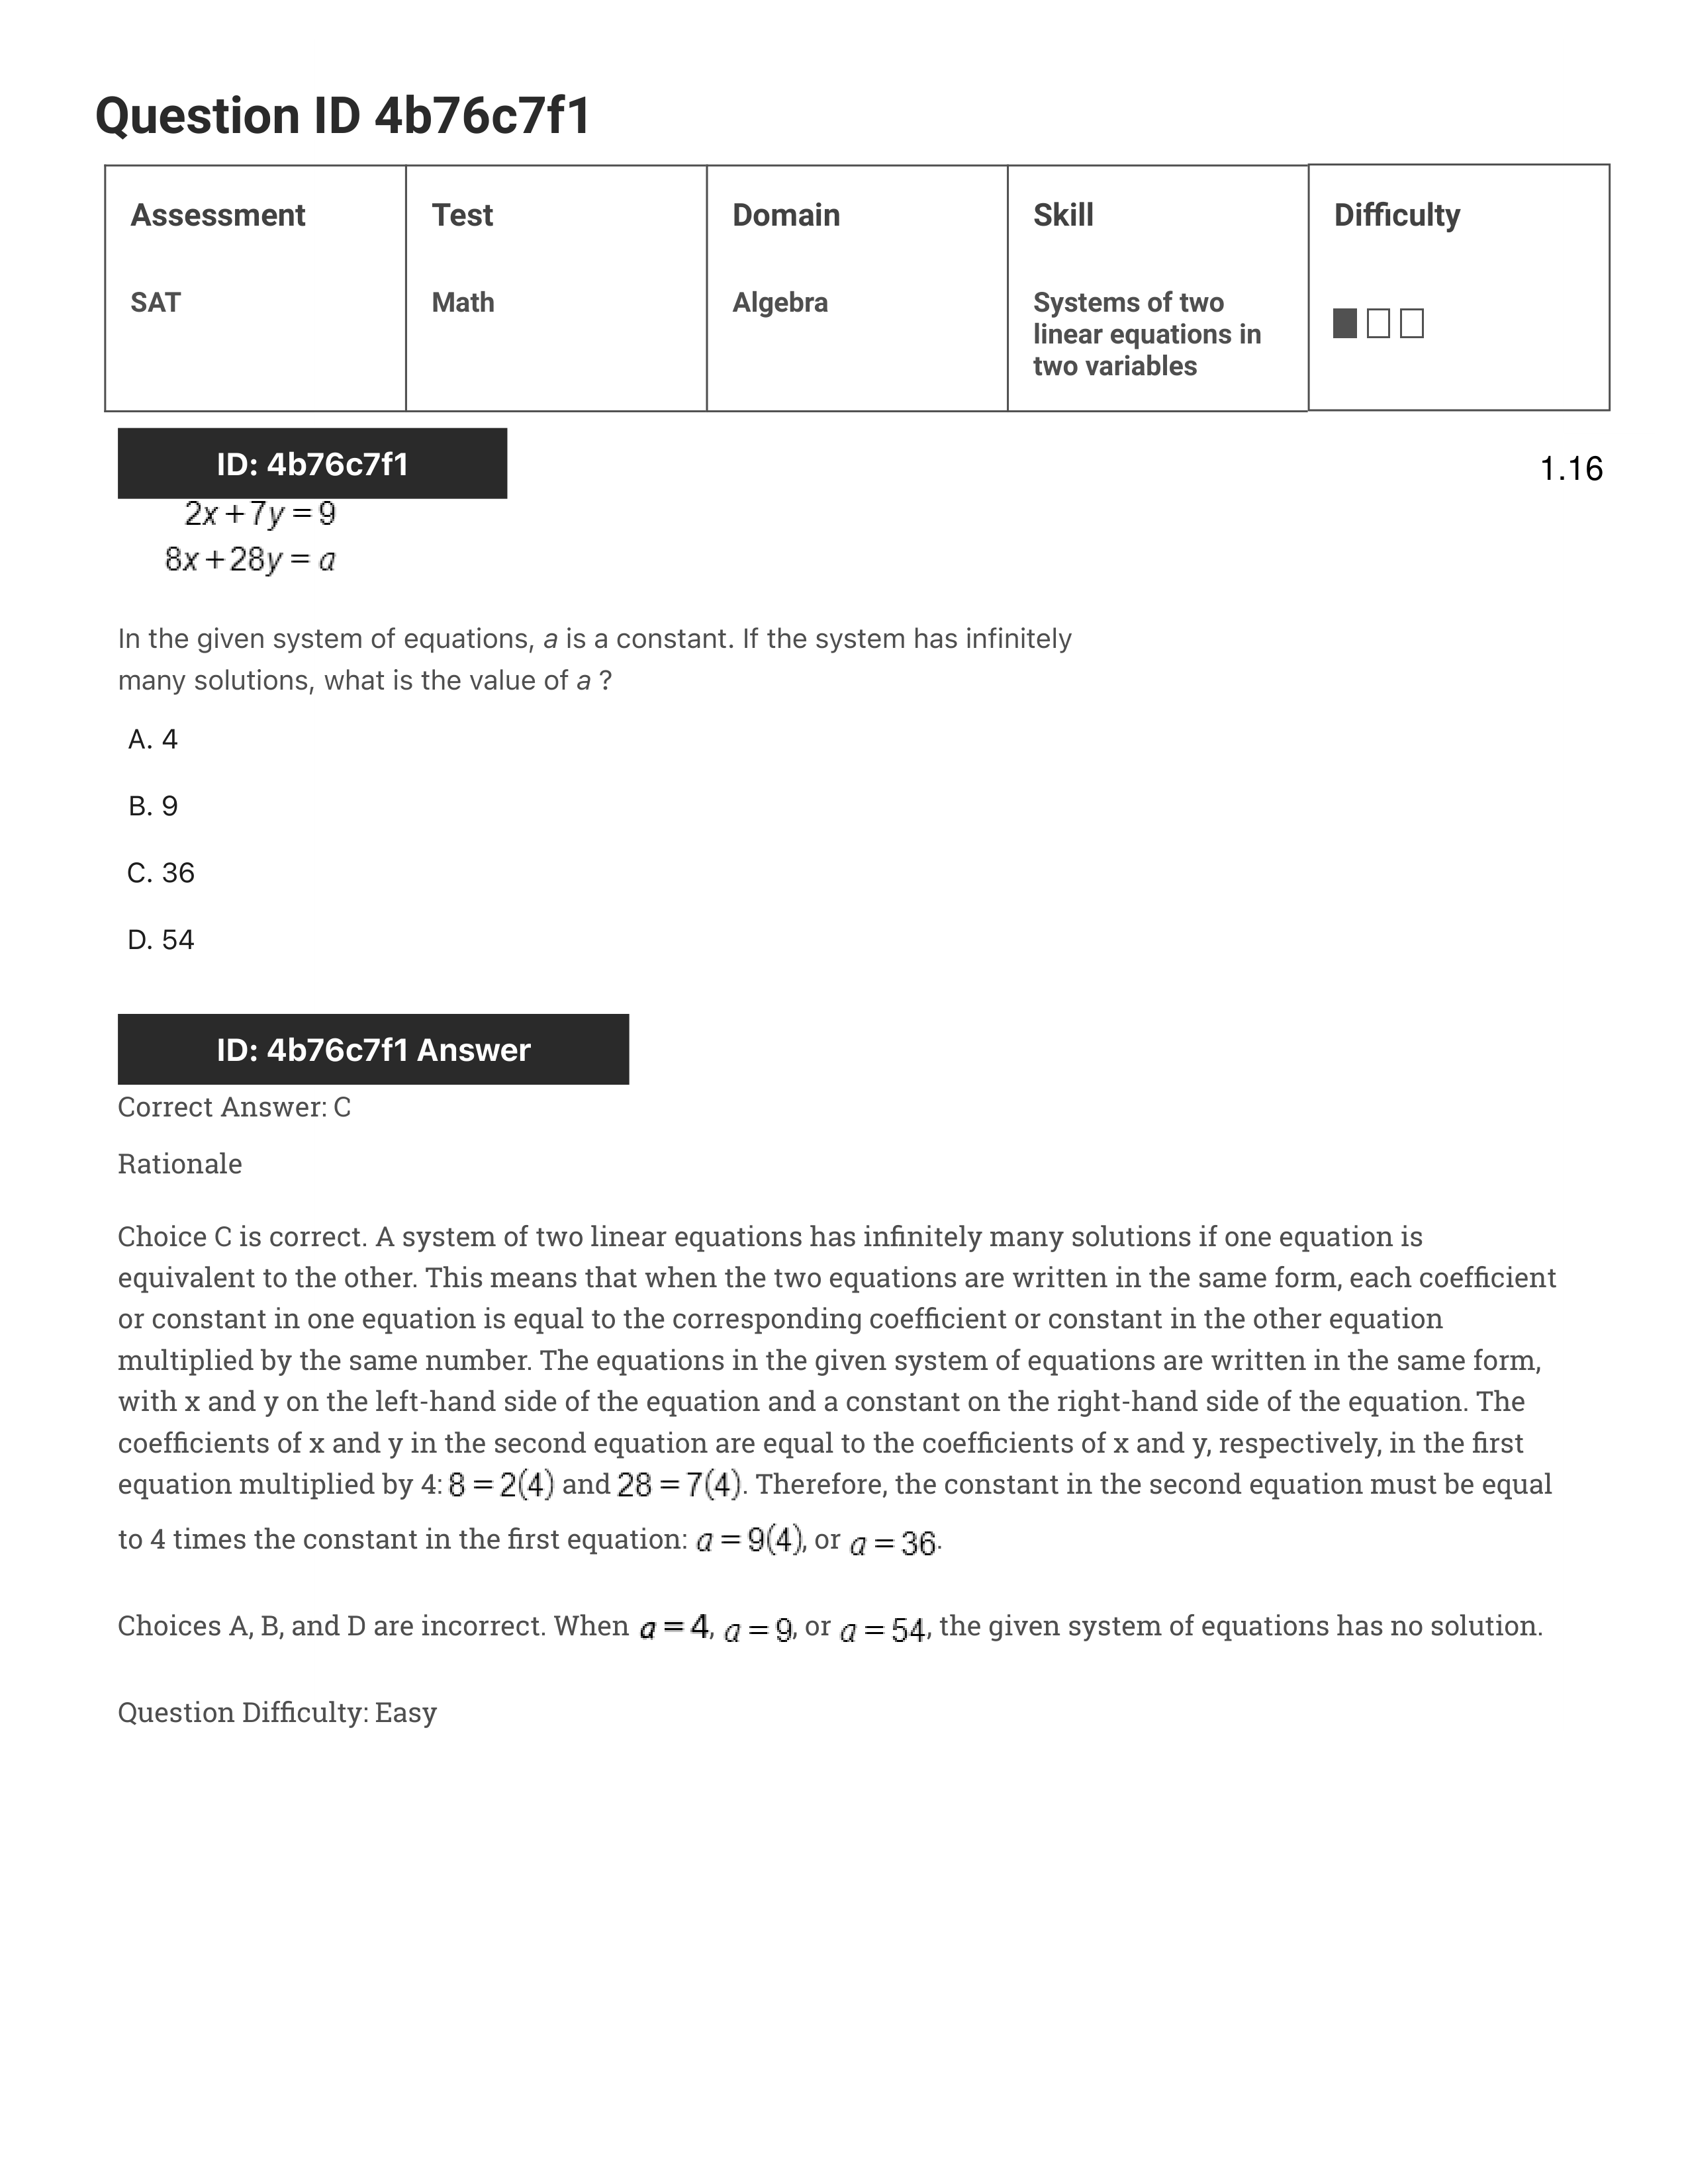 Question ID 4b76c7f1
Assessment
Test
Domain
Skill
Difficulty
SAT
Math
Algebra
Systems of two
linear equations in
two variables
ID: 4b76c7f1
1.16
2x+7y=9
8x+28y=a
In the given system of equations, a is a constant. If the system has infinitely
many solutions, what is the value of a ?
A. 4
B. 9
C. 36
D. 54
ID: 4b76c7f1 Answer
Correct Answer: C
Rationale
Choice C is correct. A system of two linear equations has infinitely many solutions if one equation is
equivalent to the other. This means that when the two equations are written in the same form, each coefficient
or constant in one equation is equal to the corresponding coefficient or constant in the other equation
multiplied by the same number. The equations in the given system of equations are written in the same form,
with x and y on the left-hand side of the equation and a constant on the right-hand side of the equation. The
coefficients of x and y in the second equation are equal to the coefficients of x and y, respectively, in the first
equation multiplied by 4: 8=2(4) and 28=7(4). Therefore, the constant in the second equation must be equal
to 4 times the constant in the first equation: a=9(4), or a=36.
Choices A, B, and D are incorrect. When a=4, a=9, or a=54, the given system of equations has no solution.
Question Difficulty: Easy